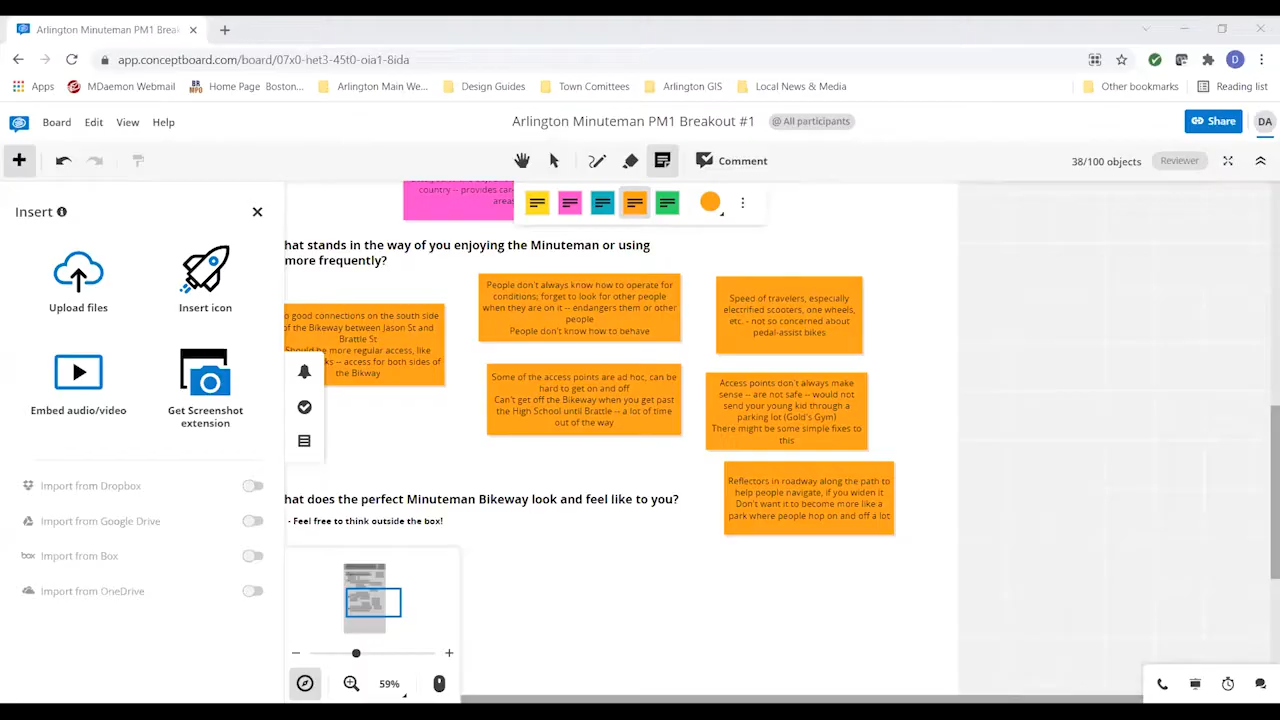 Arlington Minuteman PM1 Break
app.conceptboard.com/board/07x0-het3-45t0-oia1-8ida
D
Apps
MDaemon Webmail
BR MPO
Home Page Boston...
Arlington Main We...
Design Guides
Town Comittees
Arlington GIS
Local News & Media
Other bookmarks
Reading list
Board
Edit
View
Help
Arlington Minuteman PM1 Breakout #1
@ All participants
Share
DA
Comment
38/100 objects
Reviewer
Insert
Upload files
Insert icon
Embed audio/video
Get Screenshot
extension
Import from Dropbox
Import from Google Drive
box
Import from Box
Import from OneDrive
country -- provides
areas
hat stands in the way of you enjoying the Minuteman or using
more frequently?
o good connections on the south side
of the Bikeway between Jason St and
Brattle St
Should be more regular access, like
ks -- access for both sides of
the Bikway
People don't always know how to operate for
conditions; forget to look for other people
when they are on it -- endangers them or other
people
People don't know how to behave
Speed of travelers, especially
electrified scooters, one wheels,
etc. - not so concerned about
pedal-assist bikes
Some of the access points are ad hoc, can be
hard to get on and off
Can't get off the Bikeway when you get past
the High School until Brattle -- a lot of time
out of the way
Access points don't always make
sense -- are not safe -- would not
send your young kid through a
parking lot (Gold's Gym)
There might be some simple fixes to
this
Reflectors in roadway along the path to
help people navigate, if you widen it
Don't want it to become more like a
park where people hop on and off a lot
hat does the perfect Minuteman Bikeway look and feel like to you?
- Feel free to think outside the box!
59%